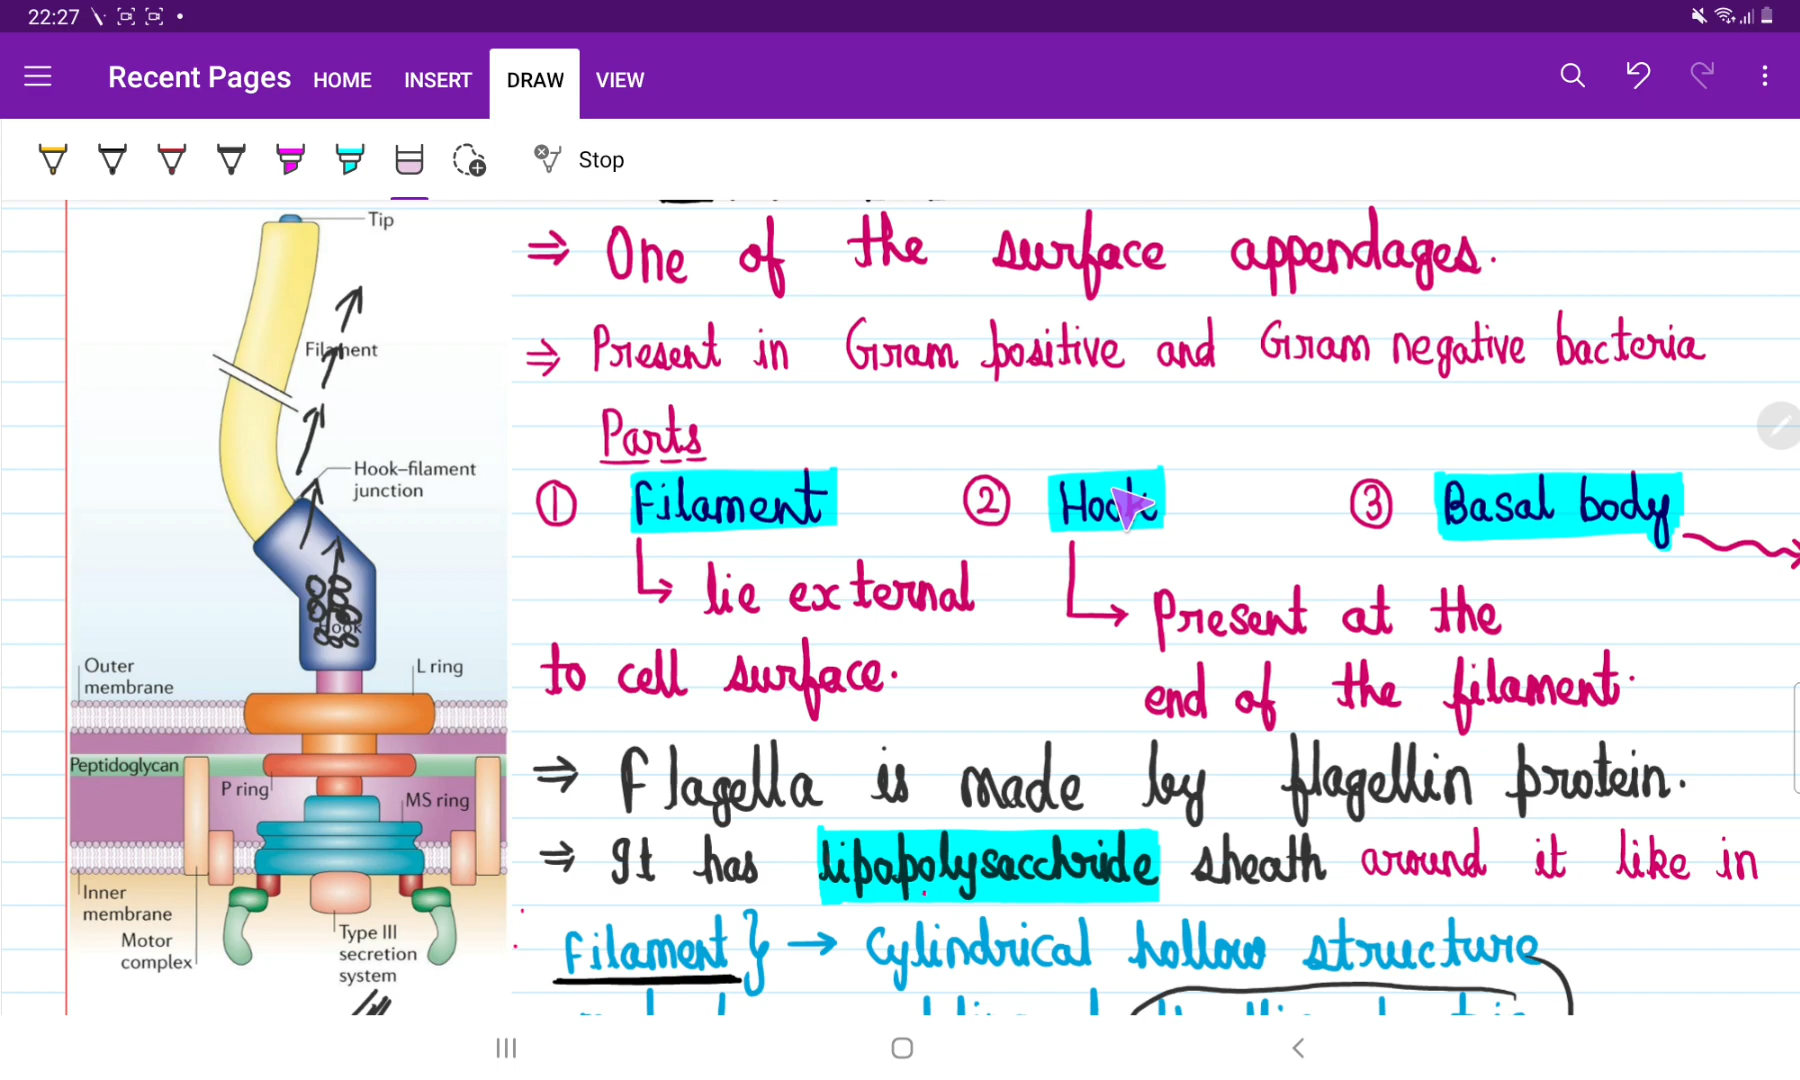 22:27
Recent Pages HOME INSERT DRAW VIEW
Stop
Tip
Filament
Hook–filament
junction
Hook
Outer
membrane
L ring
Peptidoglycan
P ring
MS ring
Inner
membrane
Motor
complex
Type III
secretion
system
⇒ One of the surface appendages.
⇒ Present in Gram positive and Gram negative bacteria
Parts
① Filament ② Hook ③ Basal body
↳ lie external
to cell surface.
↳ Present at the
end of the filament.
⇒ Flagella is made by flagellin protein.
⇒ It has lipopolysacchride sheath around it like in
Filament} → Cylindrical hollow structure